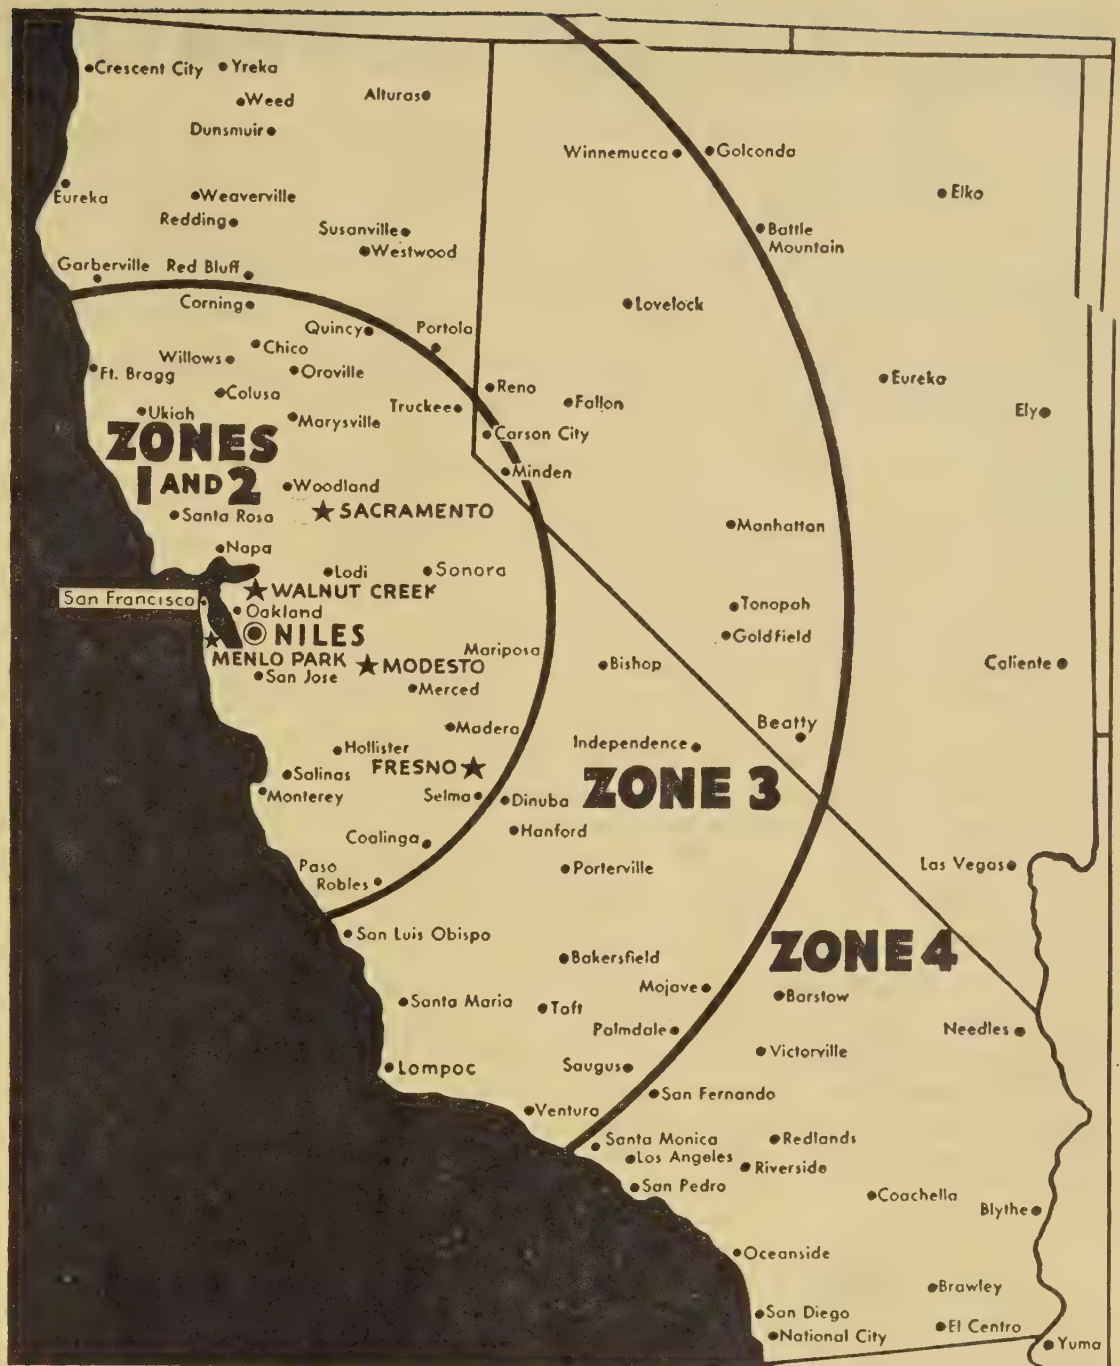 Crescent City
Yreka
Weed
Alturas
Dunsmuir
Winnemucca
Golconda
Elko
Eureka
Weaverville
Redding
Susanville
Westwood
Battle
Mountain
Garberville
Red Bluff
Corning
Lovelock
Quincy
Portola
Chico
Willows
Ft. Bragg
Oroville
Reno
Eureka
Colusa
Truckee
Fallon
Ely
Ukiah
Marysville
Carson City
ZONES
1 AND 2
Minden
Woodland
Santa Rosa
SACRAMENTO
Manhattan
Napa
Lodi
Sonora
WALNUT CREEK
San Francisco
Oakland
Tonopah
NILES
Goldfield
MENLO PARK
Mariposa
MODESTO
Bishop
Caliente
San Jose
Merced
Madera
Beatty
Hollister
Independence
FRESNO
Salinas
ZONE 3
Monterey
Selma
Dinuba
Hanford
Coalinga
Paso
Robles
Porterville
Las Vegas
San Luis Obispo
ZONE 4
Bakersfield
Mojave
Barstow
Santa Maria
Taft
Palmdale
Needles
Victorville
Lompoc
Saugus
San Fernando
Ventura
Santa Monica
Redlands
Los Angeles
Riverside
San Pedro
Coachella
Blythe
Oceanside
Brawley
San Diego
El Centro
National City
Yuma